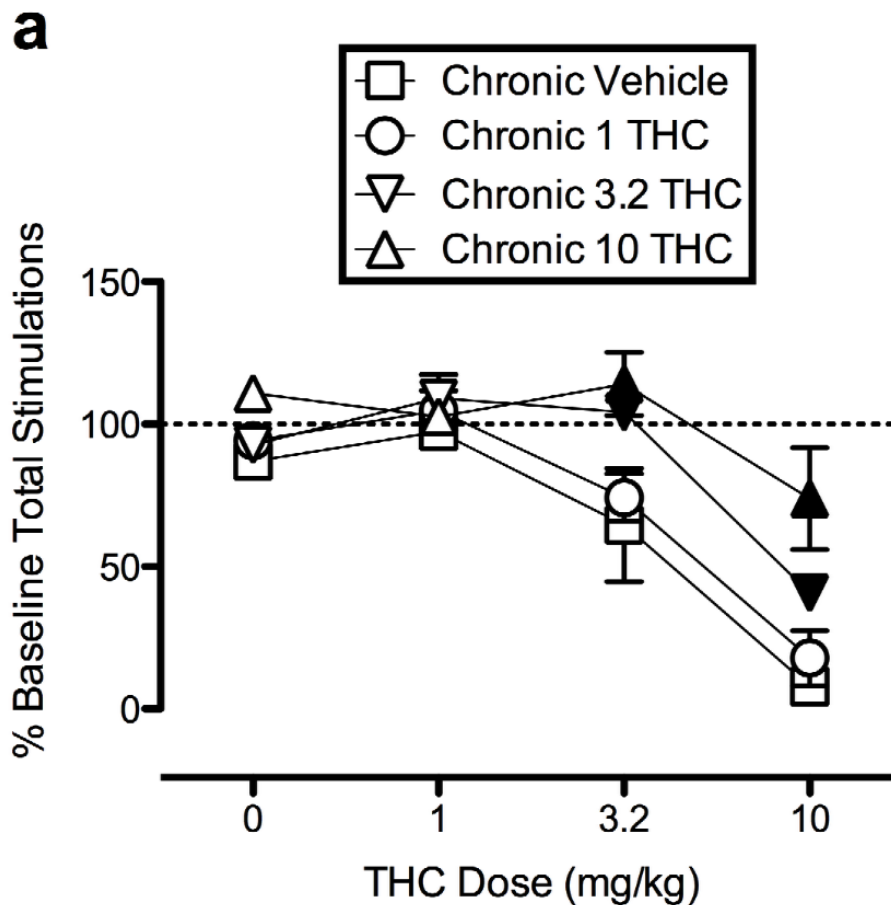 a
Chronic Vehicle
Chronic 1 THC
Chronic 3.2 THC
Chronic 10 THC
% Baseline Total Stimulations
150
100
50
0
0 1 3.2 10
THC Dose (mg/kg)